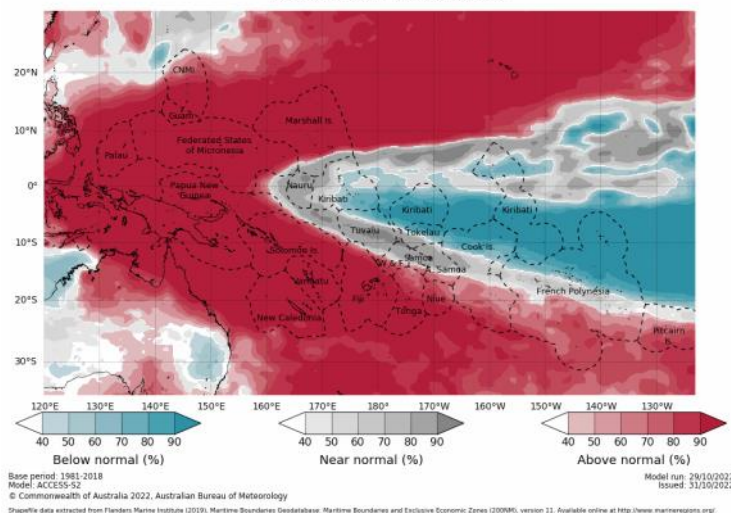 20°N
10°N
0°
10°S
20°S
30°S
CNMI
Guam
Marshall Is.
Palau
Federated States
of Micronesia
Papua New
Guinea
Nauru
Kiribati
Kiribati
Kiribati
Tuvalu
Tokelau
Solomon Is.
Cook Is.
Samoa
A. Samoa
Vanuatu
Fiji
Niue
French Polynesia
Tonga
New Caledonia
Pitcairn
Is.
120°E 130°E 140°E 150°E 160°E 170°E 180° 170°W 160°W 150°W 140°W 130°W
40 50 60 70 80 90
Below normal (%)
40 50 60 70 80 90
Near normal (%)
40 50 60 70 80 90
Above normal (%)
Base period: 1981-2018
Model: ACCESS-S2
© Commonwealth of Australia 2022, Australian Bureau of Meteorology
Model run: 29/10/2022
Issued: 31/10/2022
Shapefile data extracted from Flanders Marine Institute (2019). Maritime Boundaries Geodatabase: Maritime Boundaries and Exclusive Economic Zones (200NM), version 11. Available online at http://www.marineregions.org/